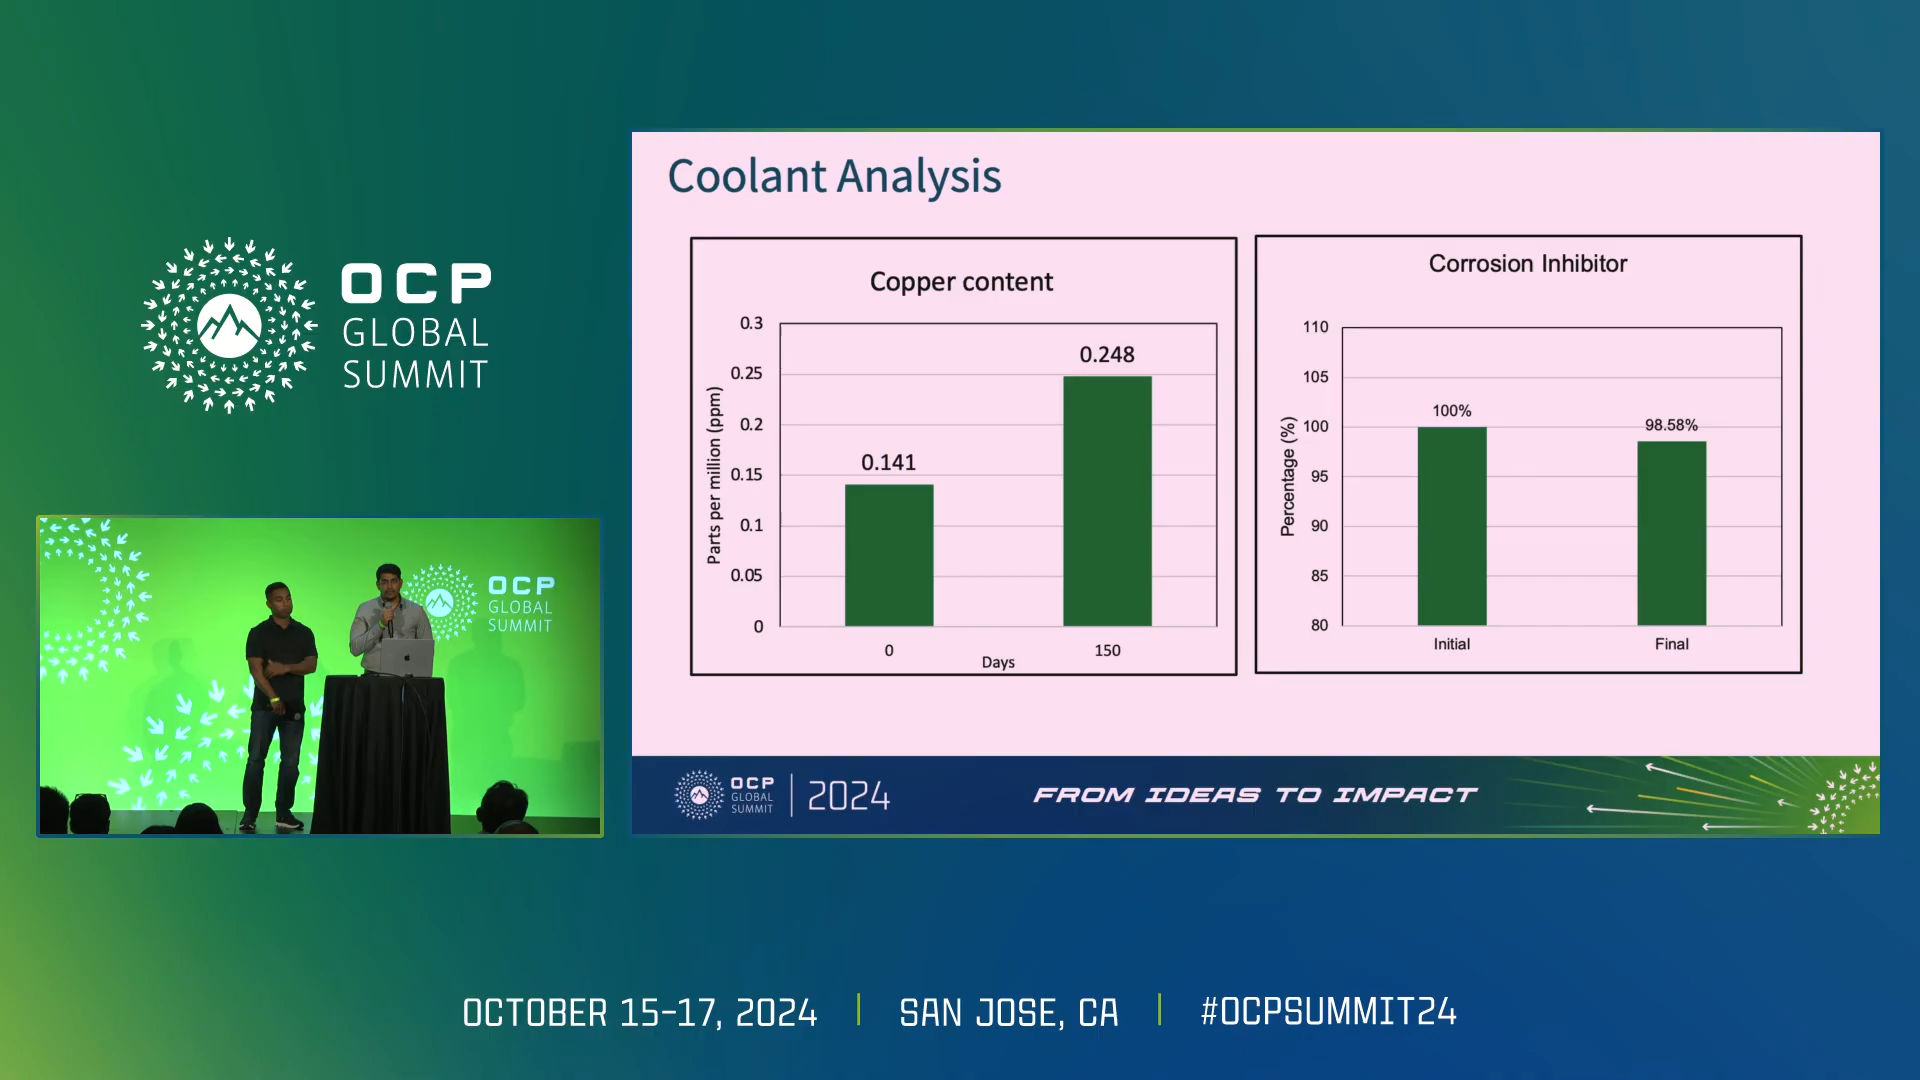 OCP
GLOBAL
SUMMIT
OCP
GLOBAL
SUMMIT
Coolant Analysis
Copper content
0.3
0.25
0.2
0.15
0.1
0.05
0
Parts per million (ppm)
0.141
0.248
0
150
Days
Corrosion Inhibitor
110
105
100
95
90
85
80
Percentage (%)
100%
98.58%
Initial
Final
OCP
GLOBAL
SUMMIT
2024
FROM IDEAS TO IMPACT
OCTOBER 15-17, 2024
SAN JOSE, CA
#OCPSUMMIT24